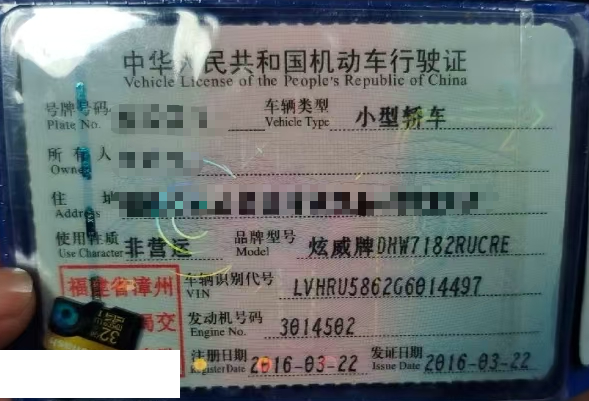 中华人民共和国机动车行驶证
Vehicle License of the People's Republic of China
号牌号码 车辆类型 小型轿车
Plate No. Vehicle Type
所有人
Owner
住址
Address
使用性质 非营运 品牌型号 炫威牌DHW7182RUCRE
Use Character Model
福建省漳州 车辆识别代号 LVHRU5862G6014497
VIN
局交 发动机号码 3014502
Engine No.
注册日期 2016-03-22 发证日期 2016-03-22
Register Date Issue Date
32